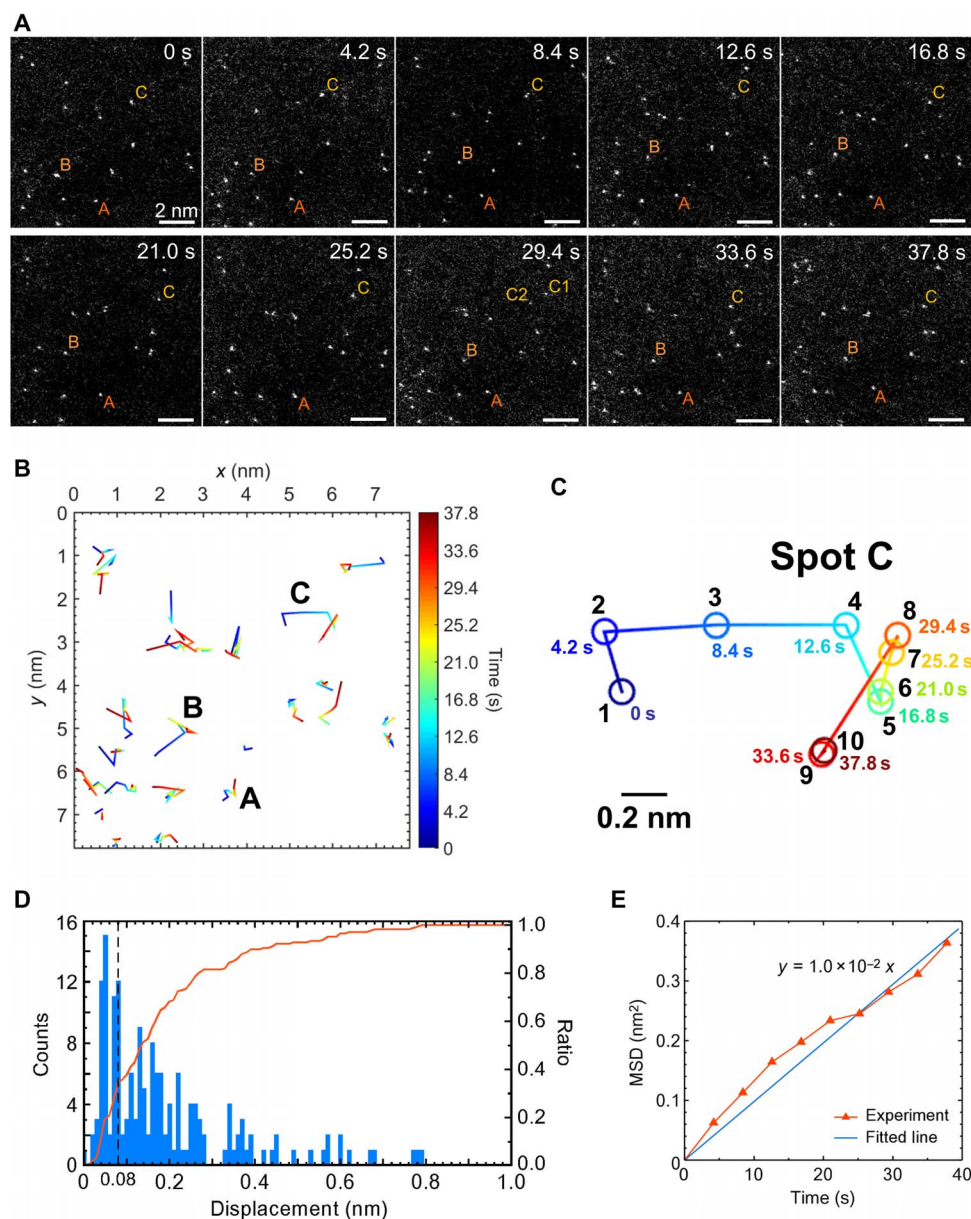 A
0 s
4.2 s
8.4 s
12.6 s
16.8 s
C
C
C
C
C
B
B
B
B
B
A
A
A
A
A
2 nm
21.0 s
25.2 s
29.4 s
33.6 s
37.8 s
C
C
C2 C1
C
C
B
B
B
B
A
A
A
A
A
B
x (nm)
0 1 2 3 4 5 6 7
y (nm)
0
1
2
3
4
5
6
7
C
B
A
37.8
33.6
29.4
25.2
21.0
16.8
12.6
8.4
4.2
0
Time (s)
C
Spot C
2
3
4
8
29.4 s
4.2 s
8.4 s
12.6 s
7
25.2 s
6
21.0 s
1
0 s
5
16.8 s
10
33.6 s
37.8 s
9
0.2 nm
D
16
12
8
4
0
Counts
1.0
0.8
0.6
0.4
0.2
0.0
Ratio
0.08 0.2 0.4 0.6 0.8 1.0
Displacement (nm)
E
0.4
0.3
0.2
0.1
0
MSD (nm²)
y = 1.0 × 10⁻² x
Experiment
Fitted line
0 10 20 30 40
Time (s)